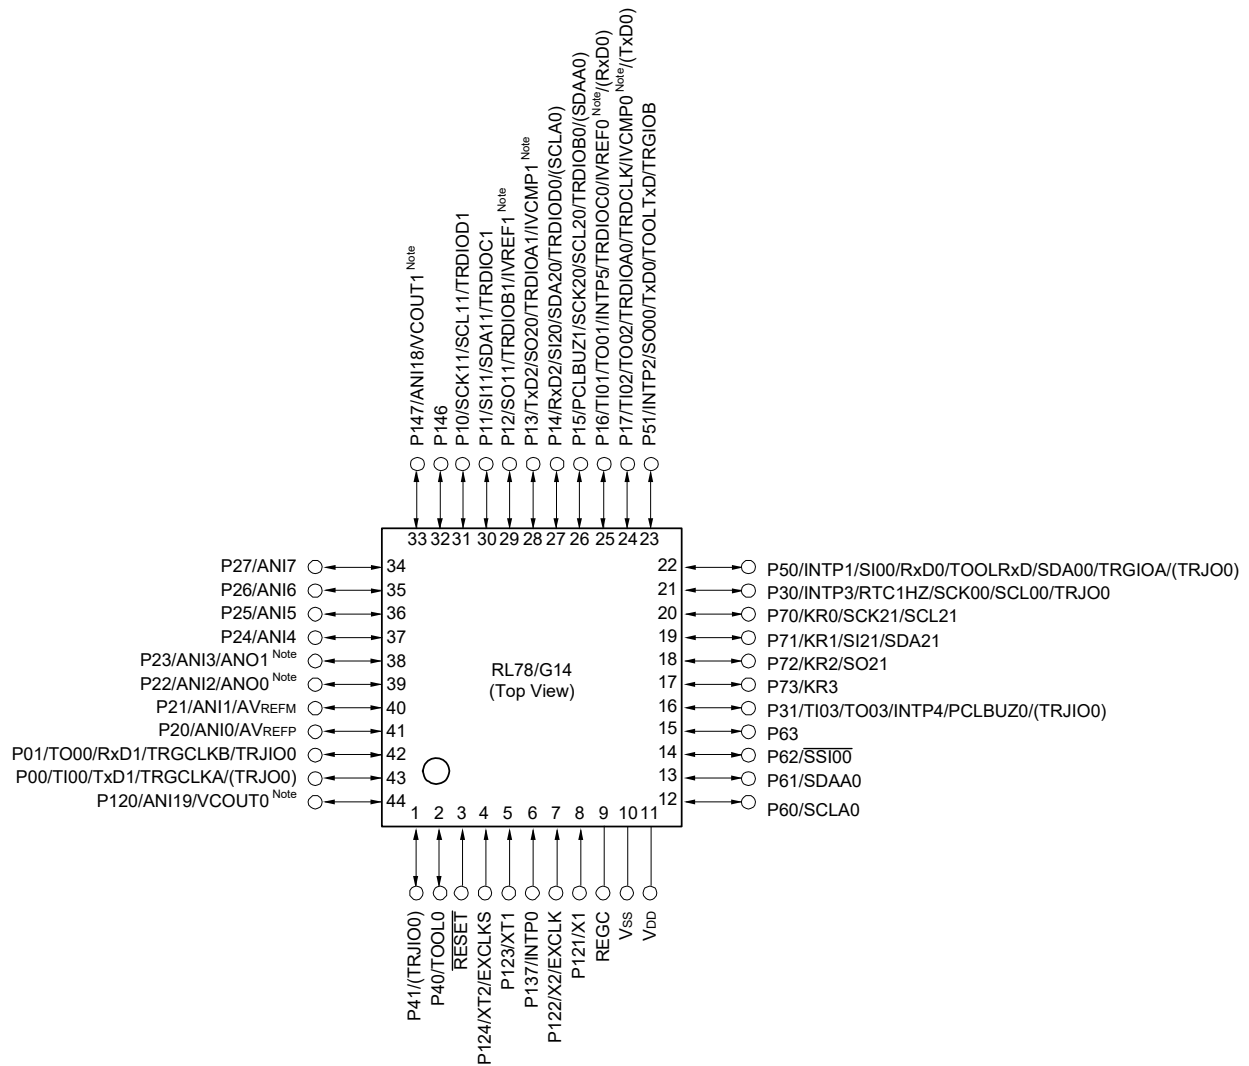 P147/ANI18/VCOUT1 Note
P146
P10/SCK11/SCL11/TRDIOD1
P11/SI11/SDA11/TRDIOC1
P12/SO11/TRDIOB1/IVREF1 Note
P13/TxD2/SO20/TRDIOA1/IVCMP1 Note
P14/RxD2/SI20/SDA20/TRDIOD0/(SCLA0)
P15/PCLBUZ1/SCK20/SCL20/TRDIOB0/(SDAA0)
P16/TI01/TO01/INTP5/TRDIOC0/IVREF0 Note/(RxD0)
P17/TI02/TO02/TRDIOA0/TRDCLK/IVCMP0 Note/(TxD0)
P51/INTP2/SO00/TxD0/TOOLTxD/TRGIOB
33 32 31 30 29 28 27 26 25 24 23
P27/ANI7 34
P26/ANI6 35
P25/ANI5 36
P24/ANI4 37
P23/ANI3/ANO1 Note 38
P22/ANI2/ANO0 Note 39
P21/ANI1/AVREFM 40
P20/ANI0/AVREFP 41
P01/TO00/RxD1/TRGCLKB/TRJIO0 42
P00/TI00/TxD1/TRGCLKA/(TRJO0) 43
P120/ANI19/VCOUT0 Note 44
RL78/G14
(Top View)
22 P50/INTP1/SI00/RxD0/TOOLRxD/SDA00/TRGIOA/(TRJO0)
21 P30/INTP3/RTC1HZ/SCK00/SCL00/TRJO0
20 P70/KR0/SCK21/SCL21
19 P71/KR1/SI21/SDA21
18 P72/KR2/SO21
17 P73/KR3
16 P31/TI03/TO03/INTP4/PCLBUZ0/(TRJIO0)
15 P63
14 P62/SSI00
13 P61/SDAA0
12 P60/SCLA0
1 2 3 4 5 6 7 8 9 10 11
P41/(TRJIO0)
P40/TOOL0
RESET
P124/XT2/EXCLKS
P123/XT1
P137/INTP0
P122/X2/EXCLK
P121/X1
REGC
VSS
VDD